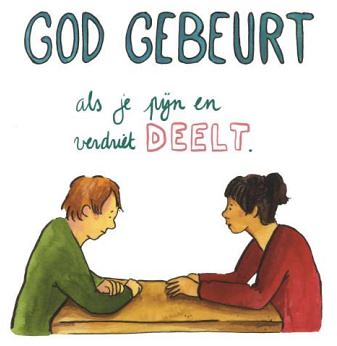 GOD GEBEURT
als je pijn en
verdriet DEELT.